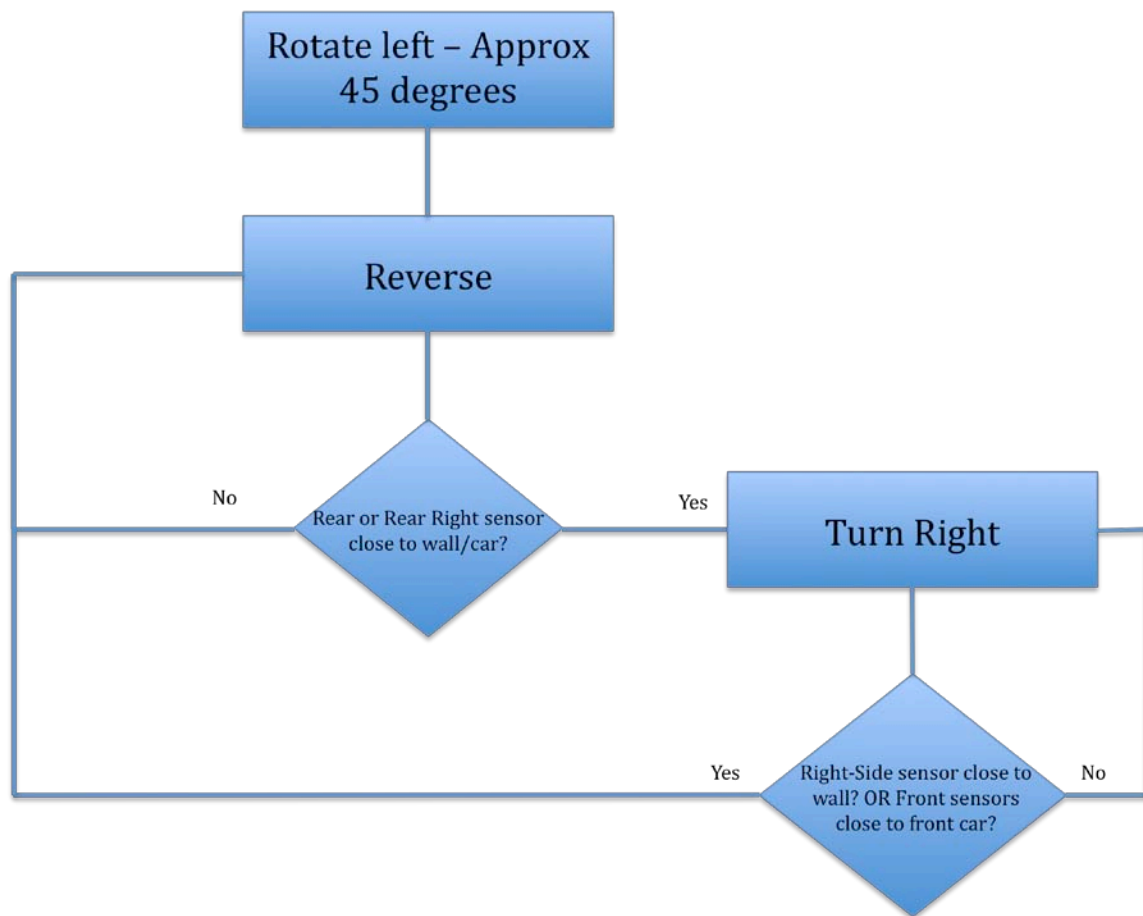 Rotate left – Approx
45 degrees
Reverse
No
Rear or Rear Right sensor
close to wall/car?
Yes
Turn Right
Yes
Right-Side sensor close to
wall? OR Front sensors
close to front car?
No